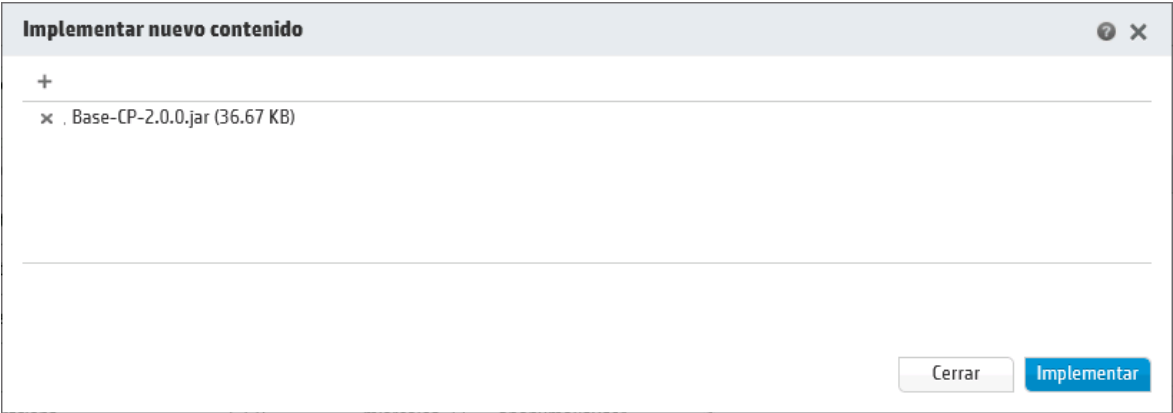 Implementar nuevo contenido
Base-CP-2.0.0.jar (36.67 KB)
Cerrar
Implementar